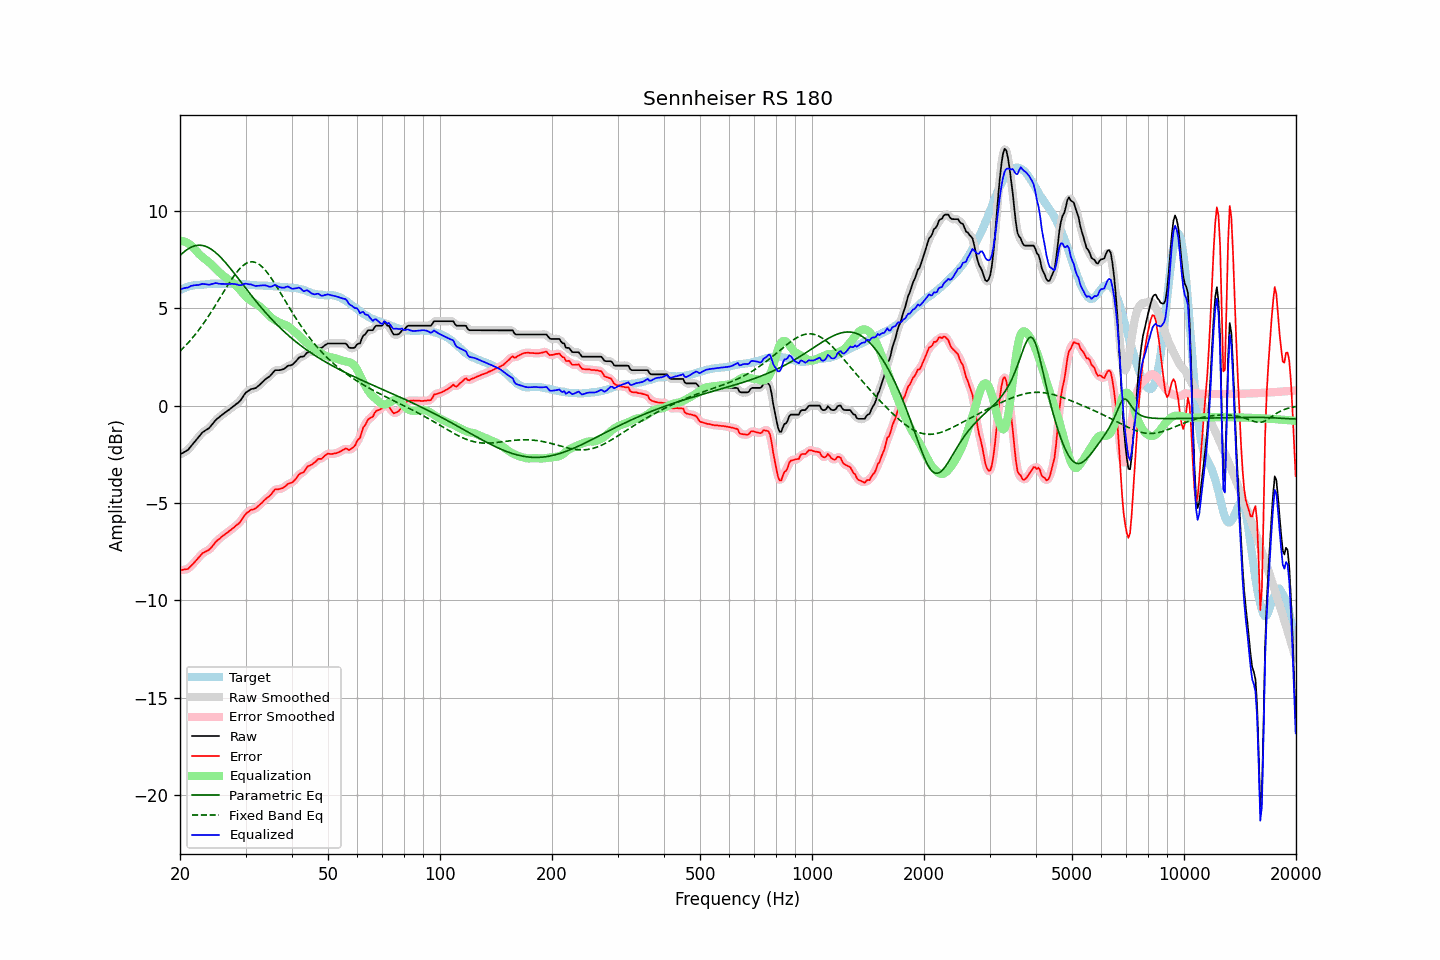 Sennheiser RS 180
Amplitude (dBr)
10
5
0
−5
−10
−15
−20
Target
Raw Smoothed
Error Smoothed
Raw
Error
Equalization
Parametric Eq
Fixed Band Eq
Equalized
20 50 100 200 500 1000 2000 5000 10000 20000
Frequency (Hz)